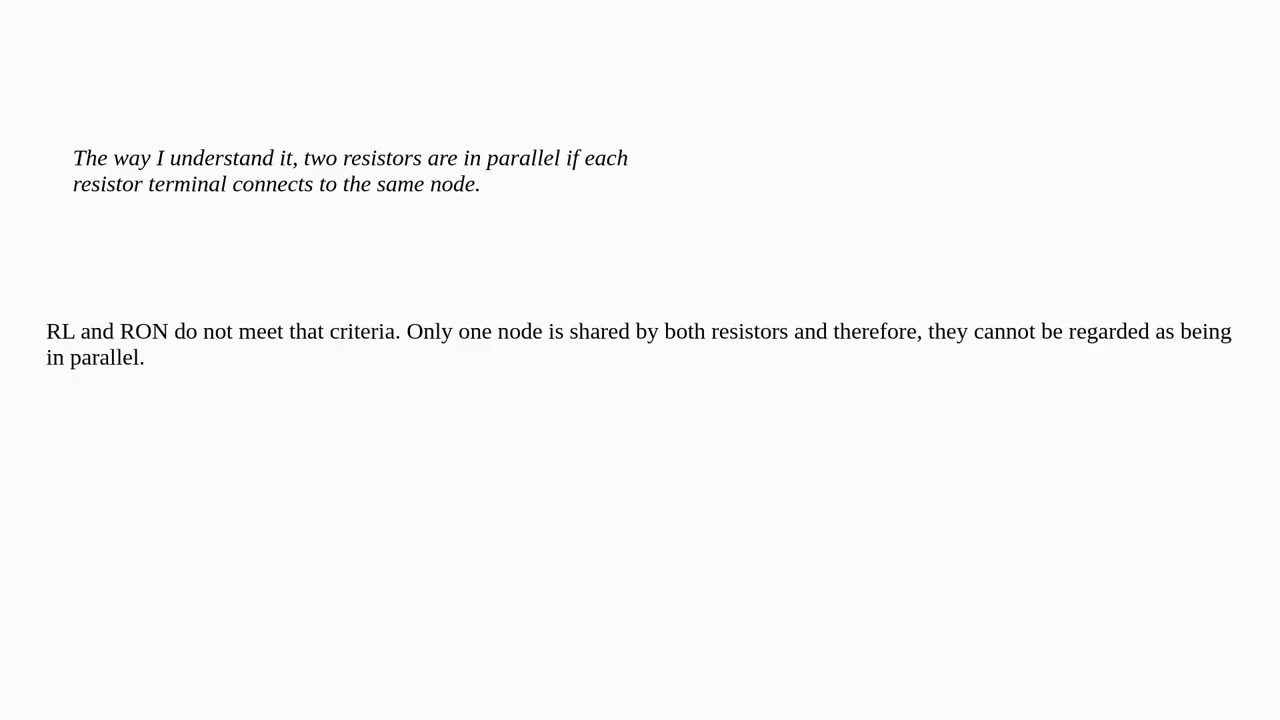 The way I understand it, two resistors are in parallel if each
resistor terminal connects to the same node.
RL and RON do not meet that criteria. Only one node is shared by both resistors and therefore, they cannot be regarded as being
in parallel.